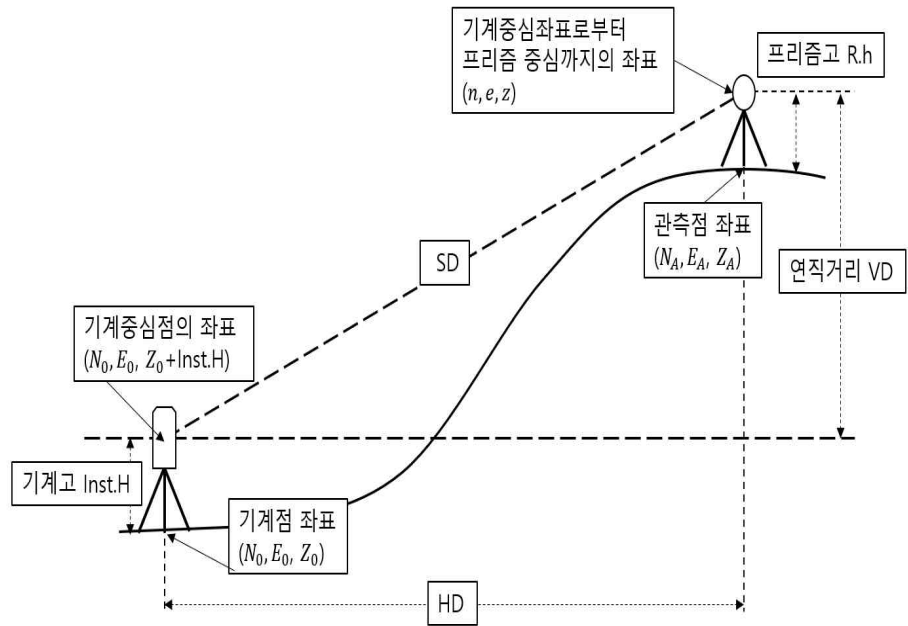 기계중심좌표로부터
프리즘 중심까지의 좌표
(n, e, z)
프리즘고 R.h
관측점 좌표
(N_A, E_A, Z_A)
연직거리 VD
SD
기계중심점의 좌표
(N_0, E_0, Z_0+Inst.H)
기계고 Inst.H
기계점 좌표
(N_0, E_0, Z_0)
HD